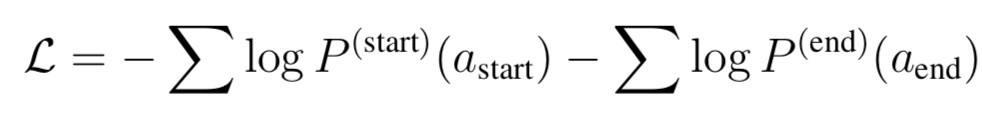 ℒ = − ∑ log P^(start)(a_start) − ∑ log P^(end)(a_end)